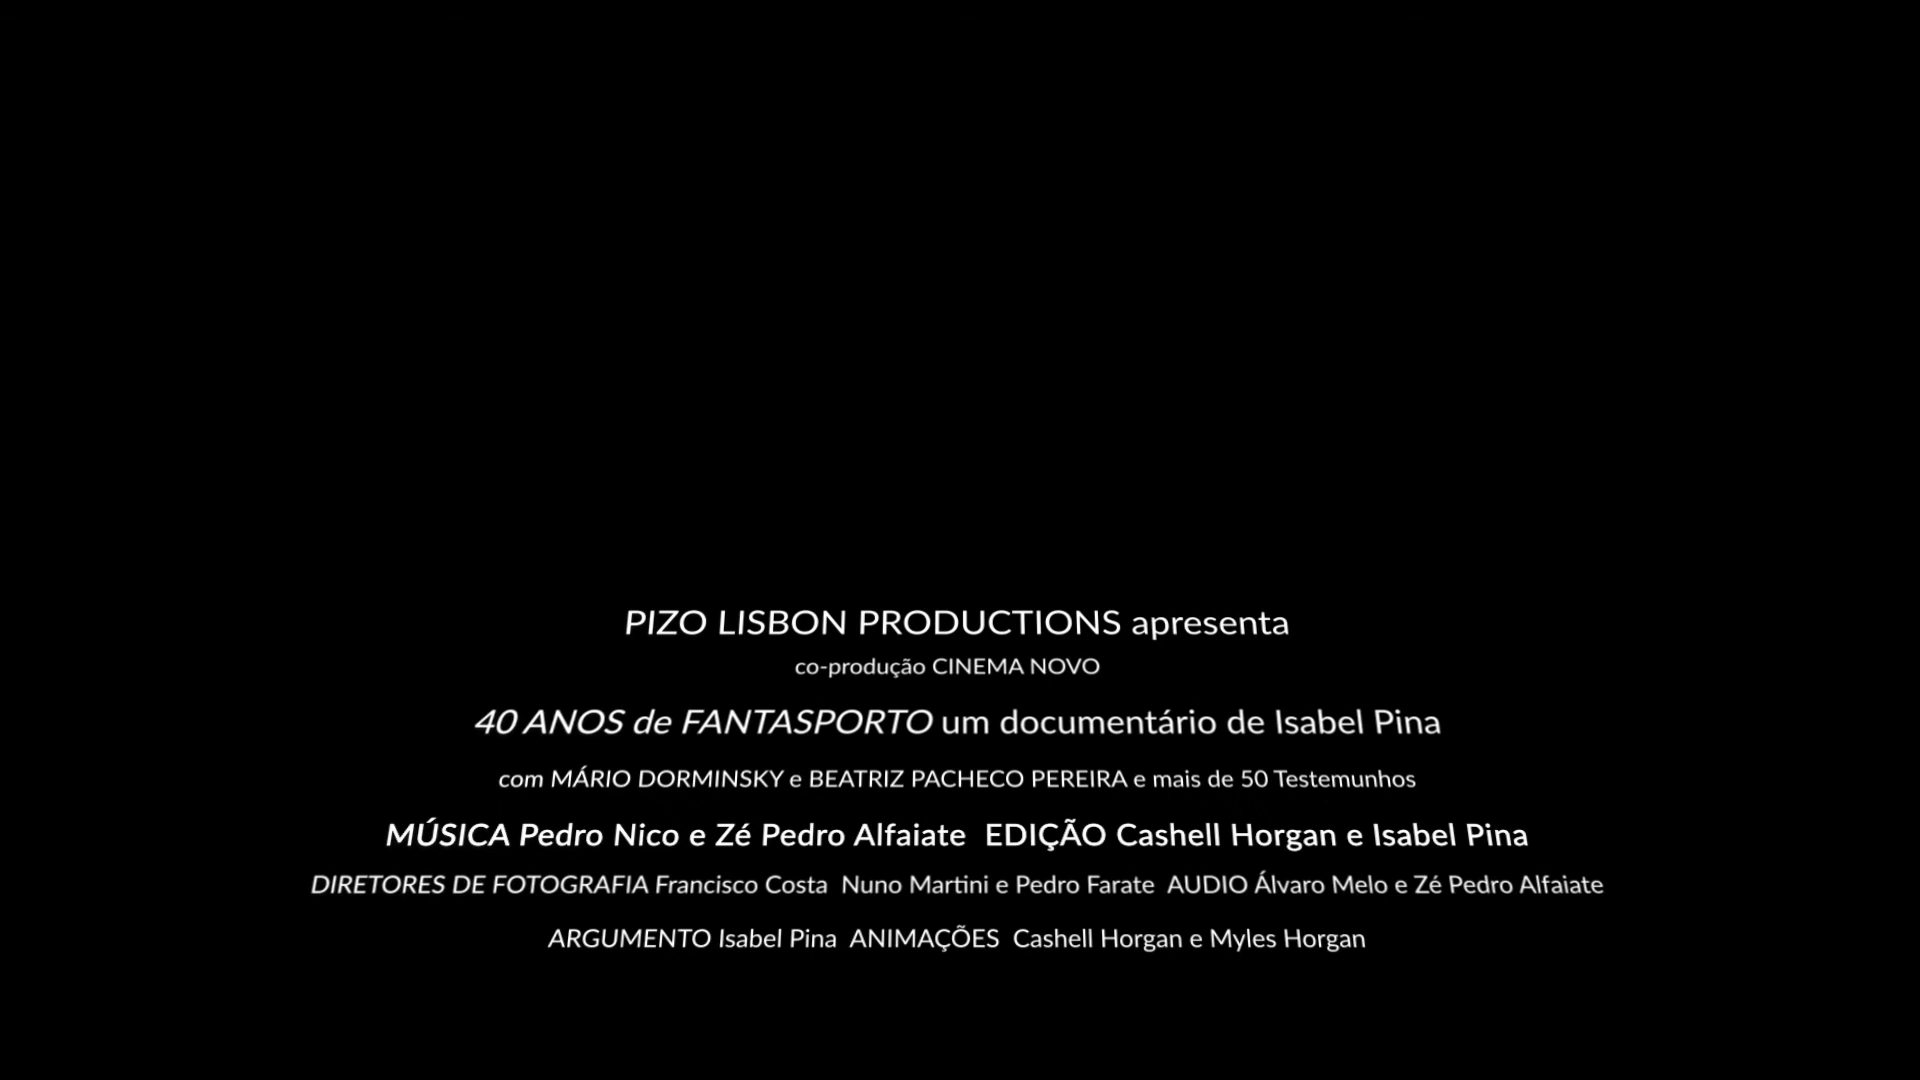 PIZO LISBON PRODUCTIONS apresenta
co-produção CINEMA NOVO
40 ANOS de FANTASPORTO um documentário de Isabel Pina
com MÁRIO DORMINSKY e BEATRIZ PACHECO PEREIRA e mais de 50 Testemunhos
MÚSICA Pedro Nico e Zé Pedro Alfaiate EDIÇÃO Cashell Horgan e Isabel Pina
DIRETORES DE FOTOGRAFIA Francisco Costa Nuno Martini e Pedro Farate AUDIO Álvaro Melo e Zé Pedro Alfaiate
ARGUMENTO Isabel Pina ANIMAÇÕES Cashell Horgan e Myles Horgan